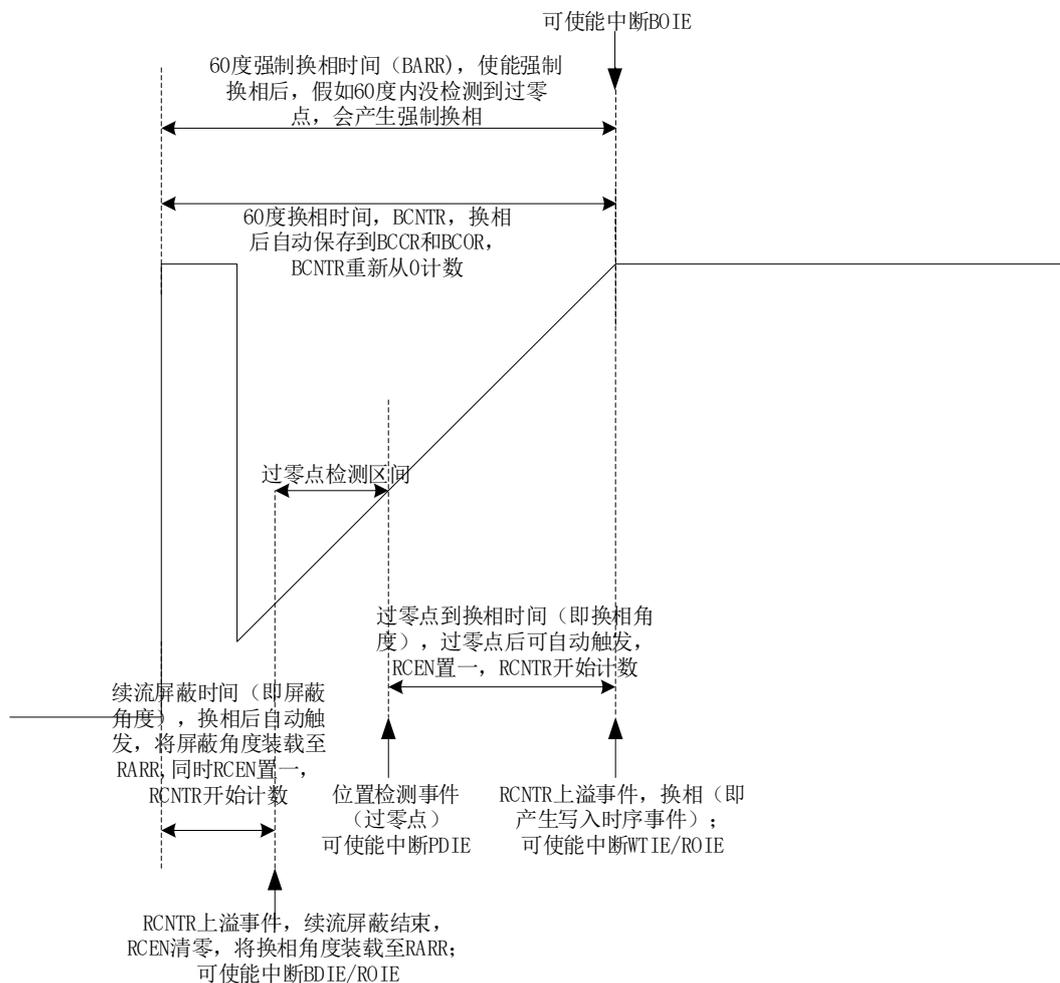 可使能中断BOIE
60度强制换相时间（BARR），使能强制
换相后，假如60度内没检测到过零
点，会产生强制换相
60度换相时间，BCNTR，换相
后自动保存到BCCR和BCOR，
BCNTR重新从0计数
过零点检测区间
过零点到换相时间（即换相角
度），过零点后可自动触发，
RCEN置一，RCNTR开始计数
续流屏蔽时间（即屏蔽
角度），换相后自动触
发，将屏蔽角度装载至
RARR,同时RCEN置一，
RCNTR开始计数
位置检测事件
（过零点）
可使能中断PDIE
RCNTR上溢事件，换相（即
产生写入时序事件）；
可使能中断WTIE/ROIE
RCNTR上溢事件，续流屏蔽结束，
RCEN清零，将换相角度装载至RARR；
可使能中断BDIE/ROIE